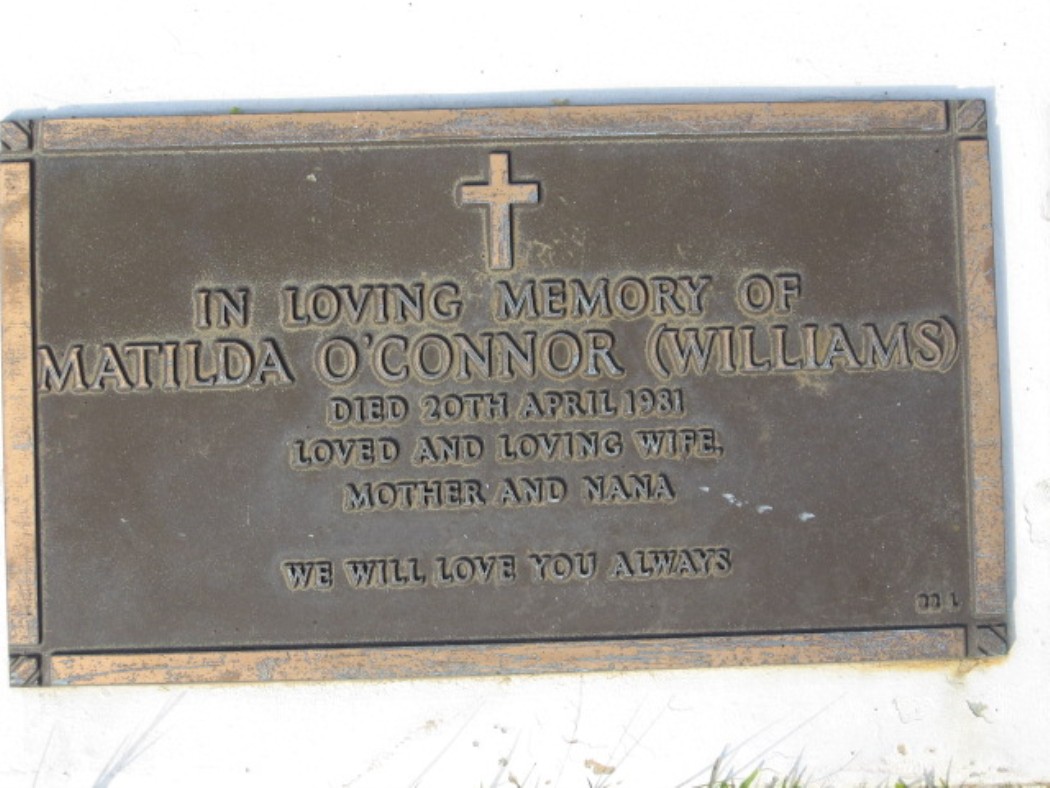 IN LOVING MEMORY OF
MATILDA O'CONNOR (WILLIAMS)
DIED 20TH APRIL 1981
LOVED AND LOVING WIFE,
MOTHER AND NANA
WE WILL LOVE YOU ALWAYS